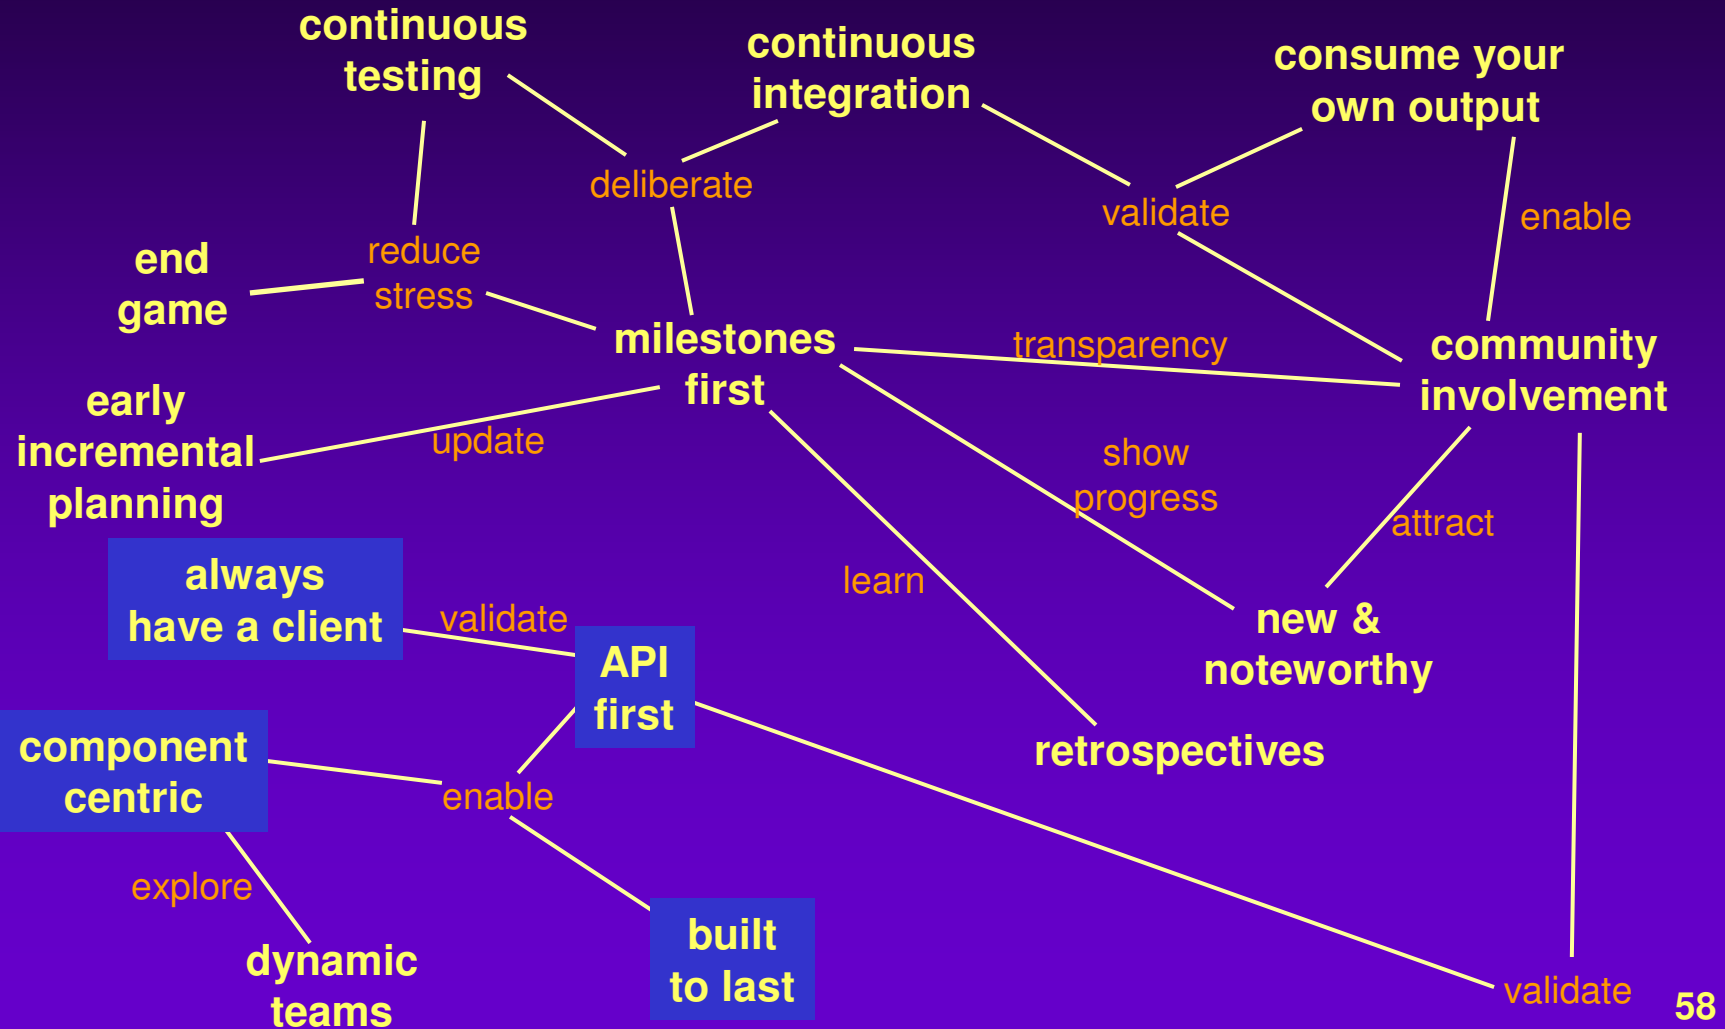 continuous
testing
continuous
integration
consume your
own output
deliberate
validate
enable
end
game
reduce
stress
milestones
first
transparency
community
involvement
early
incremental
planning
update
show
progress
attract
always
have a client
validate
learn
new &
noteworthy
API
first
component
centric
retrospectives
enable
explore
built
to last
dynamic
teams
validate
58